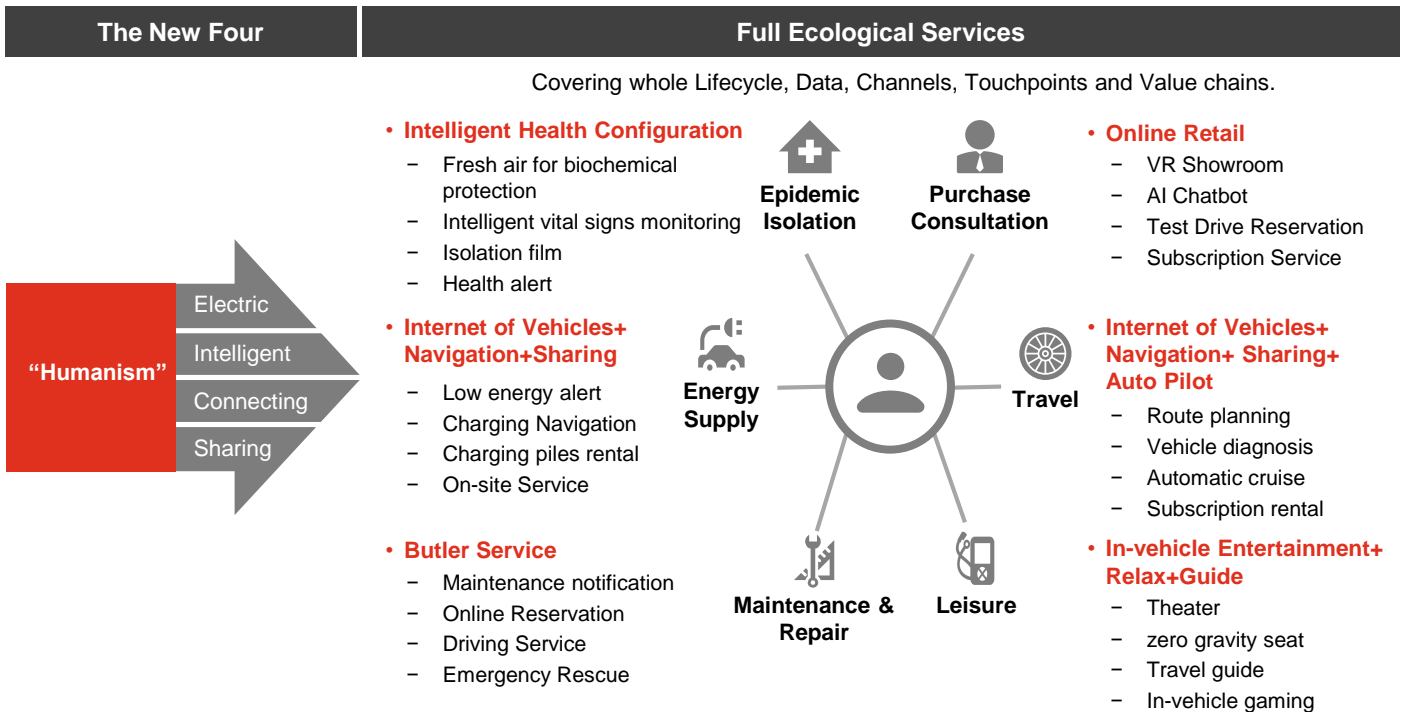 The New Four
Full Ecological Services
Covering whole Lifecycle, Data, Channels, Touchpoints and Value chains.
“Humanism”
Electric
Intelligent
Connecting
Sharing
• Intelligent Health Configuration
− Fresh air for biochemical
protection
− Intelligent vital signs monitoring
− Isolation film
− Health alert
• Internet of Vehicles+
Navigation+Sharing
− Low energy alert
− Charging Navigation
− Charging piles rental
− On-site Service
• Butler Service
− Maintenance notification
− Online Reservation
− Driving Service
− Emergency Rescue
Epidemic
Isolation
Purchase
Consultation
Energy
Supply
Travel
Maintenance &
Repair
Leisure
• Online Retail
− VR Showroom
− AI Chatbot
− Test Drive Reservation
− Subscription Service
• Internet of Vehicles+
Navigation+ Sharing+
Auto Pilot
− Route planning
− Vehicle diagnosis
− Automatic cruise
− Subscription rental
• In-vehicle Entertainment+
Relax+Guide
− Theater
− zero gravity seat
− Travel guide
− In-vehicle gaming